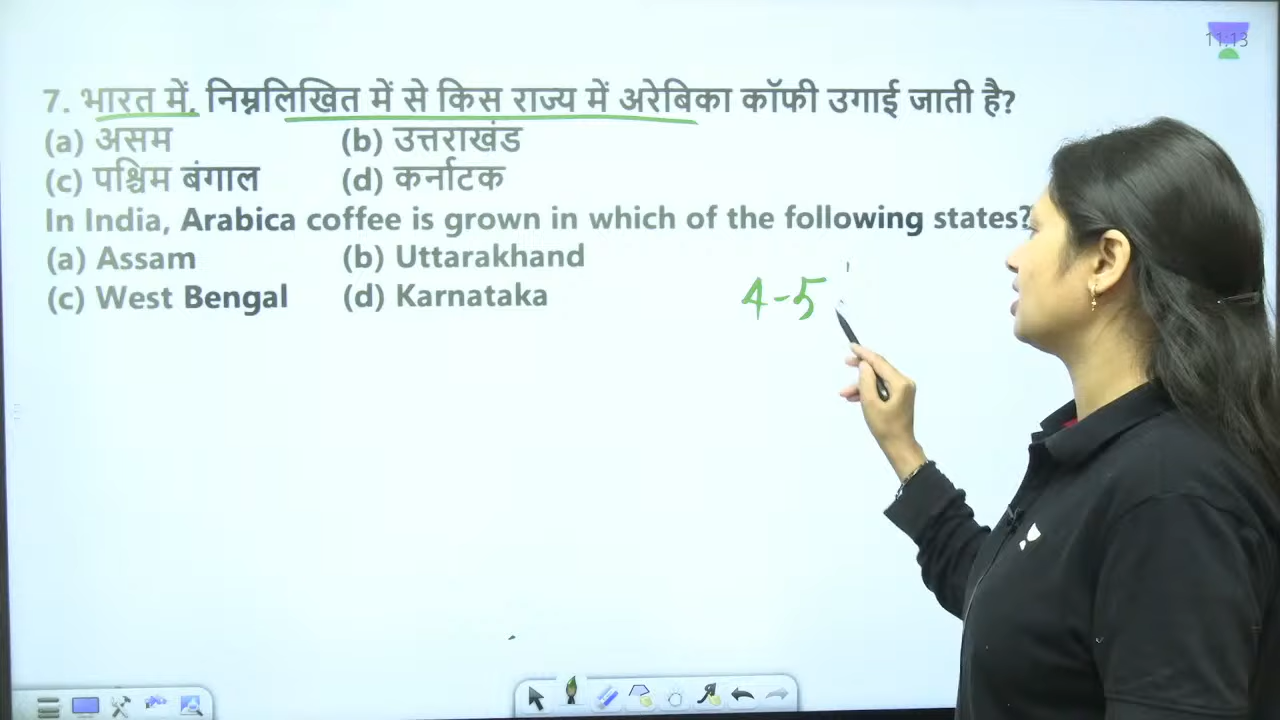 11:13
7. भारत में, निम्नलिखित में से किस राज्य में अरेबिका कॉफी उगाई जाती है?
(a) असम (b) उत्तराखंड
(c) पश्चिम बंगाल (d) कर्नाटक
In India, Arabica coffee is grown in which of the following states?
(a) Assam (b) Uttarakhand
(c) West Bengal (d) Karnataka
4-5